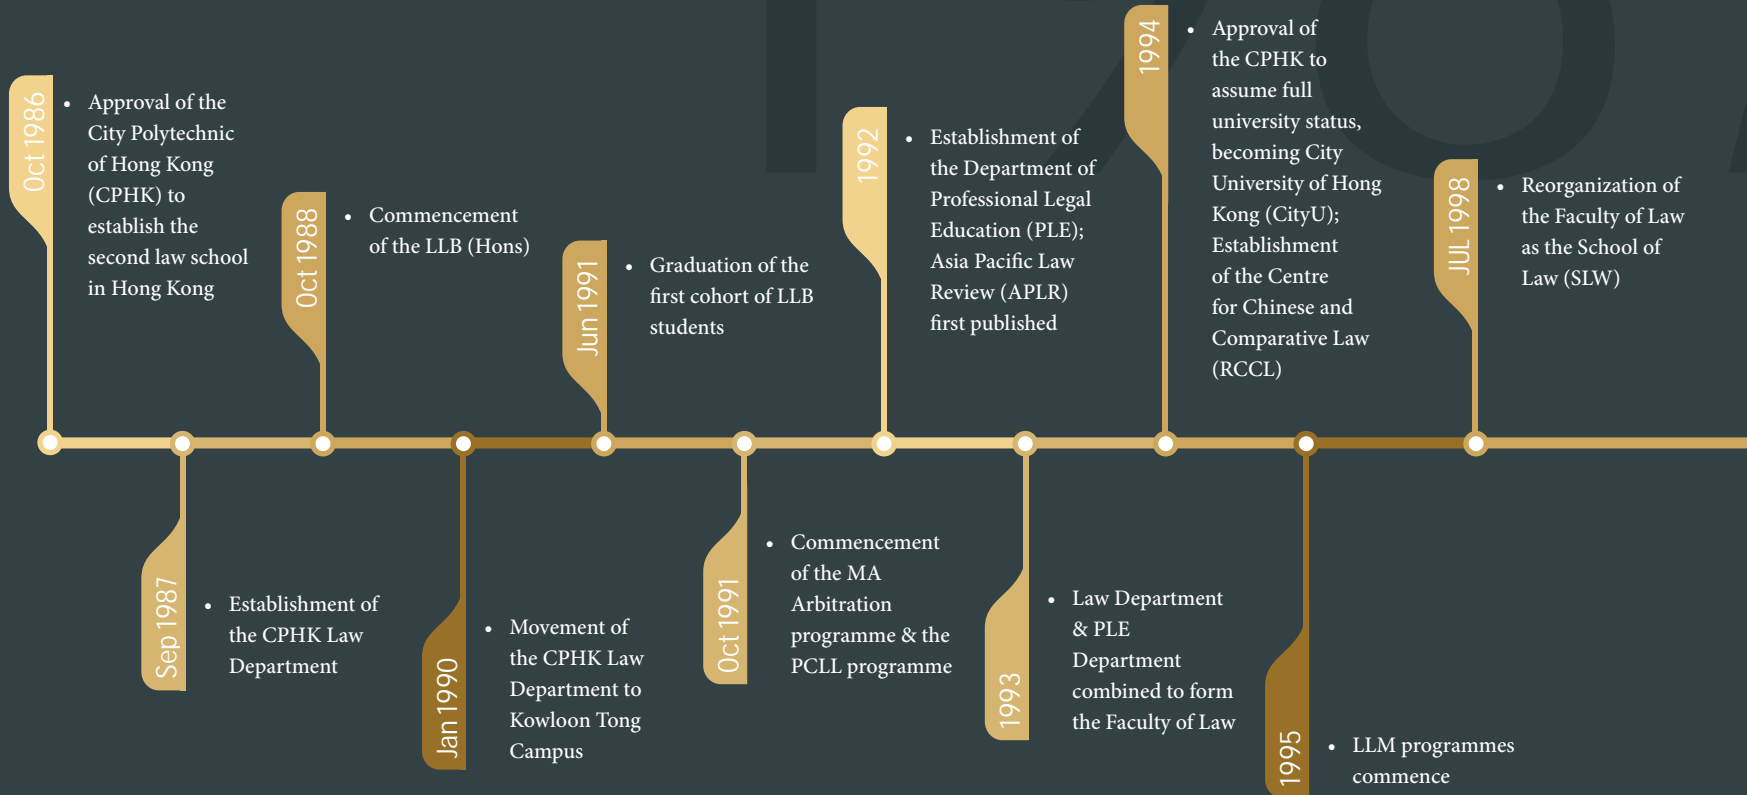 Oct 1986
• Approval of the
City Polytechnic
of Hong Kong
(CPHK) to
establish the
second law school
in Hong Kong
Sep 1987
• Establishment of
the CPHK Law
Department
Oct 1988
• Commencement
of the LLB (Hons)
Jan 1990
• Movement of
the CPHK Law
Department to
Kowloon Tong
Campus
Jun 1991
• Graduation of the
first cohort of LLB
students
Oct 1991
• Commencement
of the MA
Arbitration
programme & the
PCLL programme
1992
• Establishment of
the Department of
Professional Legal
Education (PLE);
Asia Pacific Law
Review (APLR)
first published
1993
• Law Department
& PLE
Department
combined to form
the Faculty of Law
1994
• Approval of
the CPHK to
assume full
university status,
becoming City
University of Hong
Kong (CityU);
Establishment
of the Centre
for Chinese and
Comparative Law
(RCCL)
1995
• LLM programmes
commence
JUL 1998
• Reorganization of
the Faculty of Law
as the School of
Law (SLW)